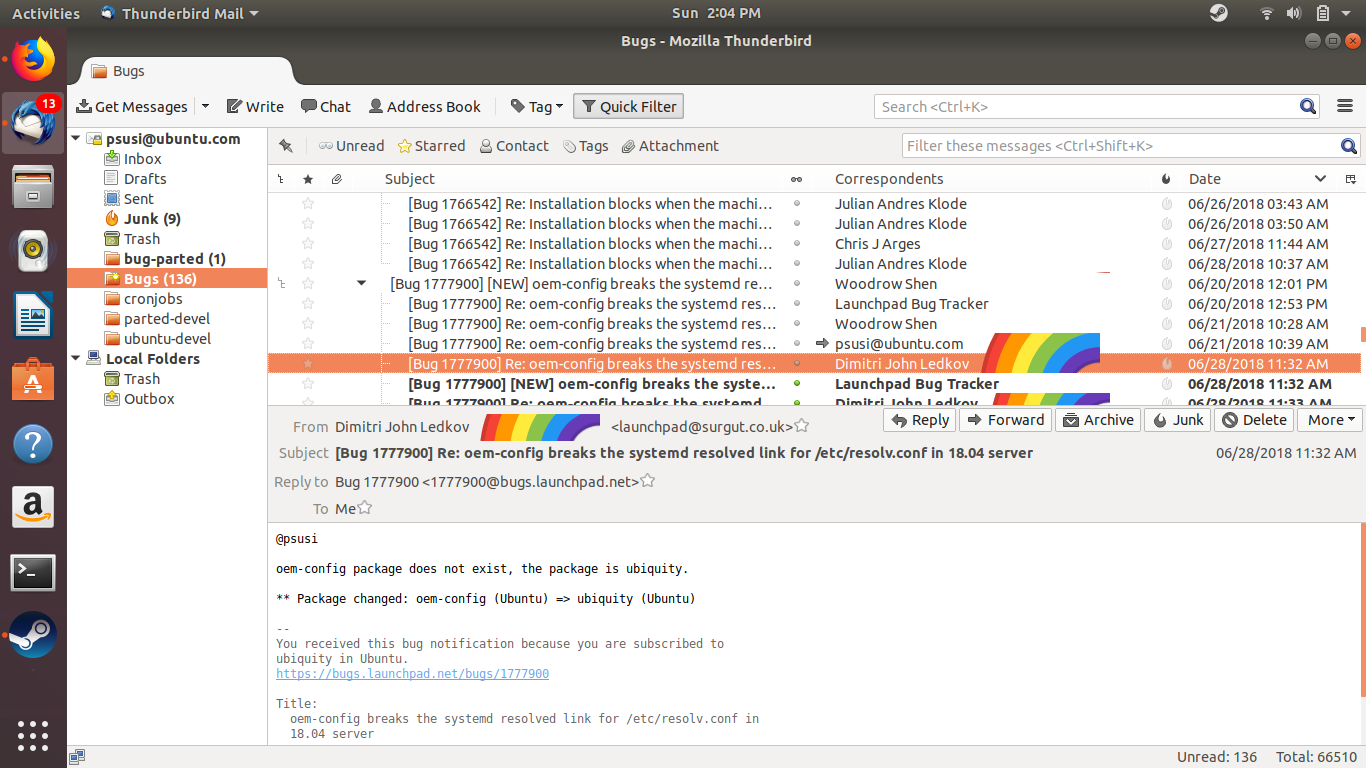 Activities Thunderbird Mail Sun 2:04 PM
Bugs - Mozilla Thunderbird
Bugs
13
Get Messages Write Chat Address Book Tag Quick Filter Search <Ctrl+K>
psusi@ubuntu.com
Inbox
Drafts
Sent
Junk (9)
Trash
bug-parted (1)
Bugs (136)
cronjobs
parted-devel
ubuntu-devel
Local Folders
Trash
Outbox
Unread Starred Contact Tags Attachment Filter these messages <Ctrl+Shift+K>
Subject Correspondents Date
[Bug 1766542] Re: Installation blocks when the machi… Julian Andres Klode 06/26/2018 03:43 AM
[Bug 1766542] Re: Installation blocks when the machi… Julian Andres Klode 06/26/2018 03:50 AM
[Bug 1766542] Re: Installation blocks when the machi… Chris J Arges 06/27/2018 11:44 AM
[Bug 1766542] Re: Installation blocks when the machi… Julian Andres Klode 06/28/2018 10:37 AM
[Bug 1777900] [NEW] oem-config breaks the systemd re… Woodrow Shen 06/20/2018 12:01 PM
[Bug 1777900] Re: oem-config breaks the systemd res… Launchpad Bug Tracker 06/20/2018 12:53 PM
[Bug 1777900] Re: oem-config breaks the systemd res… Woodrow Shen 06/21/2018 10:28 AM
[Bug 1777900] Re: oem-config breaks the systemd res… psusi@ubuntu.com 06/21/2018 10:39 AM
[Bug 1777900] Re: oem-config breaks the systemd res… Dimitri John Ledkov 06/28/2018 11:32 AM
[Bug 1777900] [NEW] oem-config breaks the syste… Launchpad Bug Tracker 06/28/2018 11:32 AM
[Bug 1777900] Re: oem-config breaks the systemd… Dimitri John Ledkov 06/28/2018 11:33 AM
From Dimitri John Ledkov <launchpad@surgut.co.uk> Reply Forward Archive Junk Delete More
Subject [Bug 1777900] Re: oem-config breaks the systemd resolved link for /etc/resolv.conf in 18.04 server 06/28/2018 11:32 AM
Reply to Bug 1777900 <1777900@bugs.launchpad.net>
To Me
@psusi
oem-config package does not exist, the package is ubiquity.
** Package changed: oem-config (Ubuntu) => ubiquity (Ubuntu)
--
You received this bug notification because you are subscribed to
ubiquity in Ubuntu.
https://bugs.launchpad.net/bugs/1777900
Title:
oem-config breaks the systemd resolved link for /etc/resolv.conf in
18.04 server
Unread: 136 Total: 66510